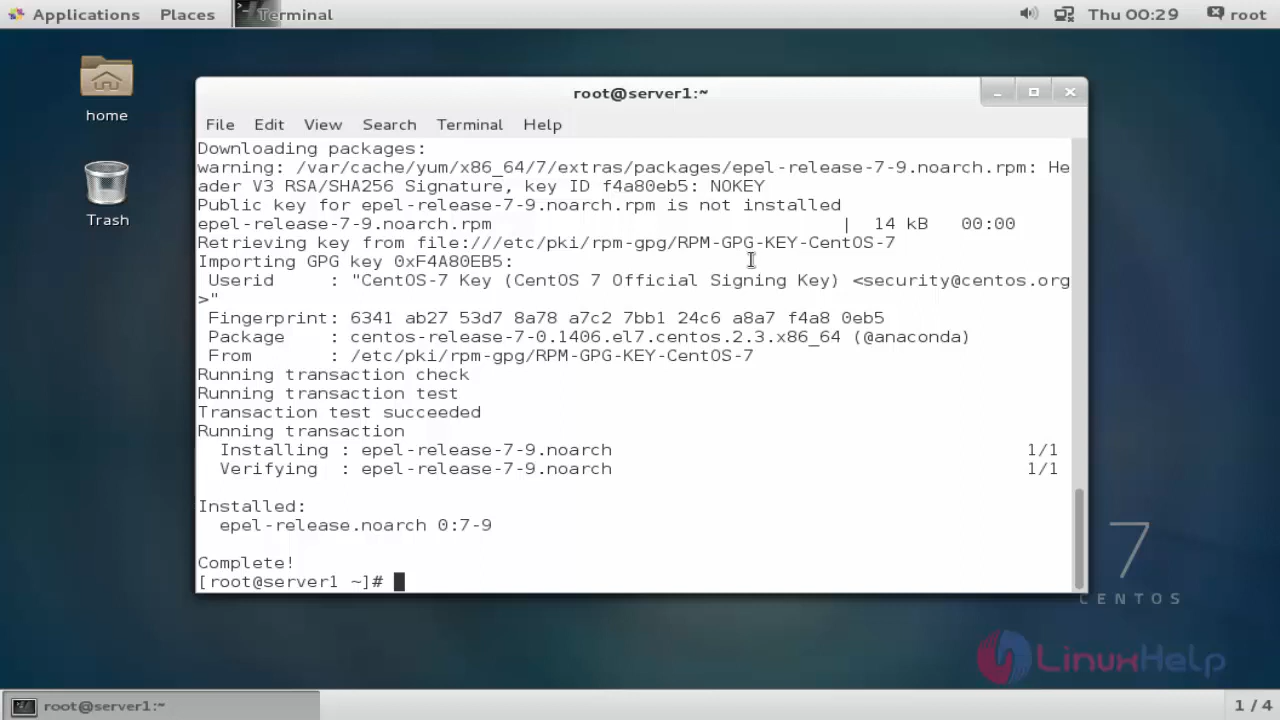 Applications Places Terminal Thu 00:29 root
home
Trash
root@server1:~
File Edit View Search Terminal Help
Downloading packages:
warning: /var/cache/yum/x86_64/7/extras/packages/epel-release-7-9.noarch.rpm: He
ader V3 RSA/SHA256 Signature, key ID f4a80eb5: NOKEY
Public key for epel-release-7-9.noarch.rpm is not installed
epel-release-7-9.noarch.rpm | 14 kB 00:00
Retrieving key from file:///etc/pki/rpm-gpg/RPM-GPG-KEY-CentOS-7
Importing GPG key 0xF4A80EB5:
Userid : "CentOS-7 Key (CentOS 7 Official Signing Key) <security@centos.org
>"
Fingerprint: 6341 ab27 53d7 8a78 a7c2 7bb1 24c6 a8a7 f4a8 0eb5
Package : centos-release-7-0.1406.el7.centos.2.3.x86_64 (@anaconda)
From : /etc/pki/rpm-gpg/RPM-GPG-KEY-CentOS-7
Running transaction check
Running transaction test
Transaction test succeeded
Running transaction
Installing : epel-release-7-9.noarch 1/1
Verifying : epel-release-7-9.noarch 1/1
Installed:
epel-release.noarch 0:7-9
Complete!
[root@server1 ~]#
7
CENTOS
LinuxHelp
root@server1:~ 1 / 4